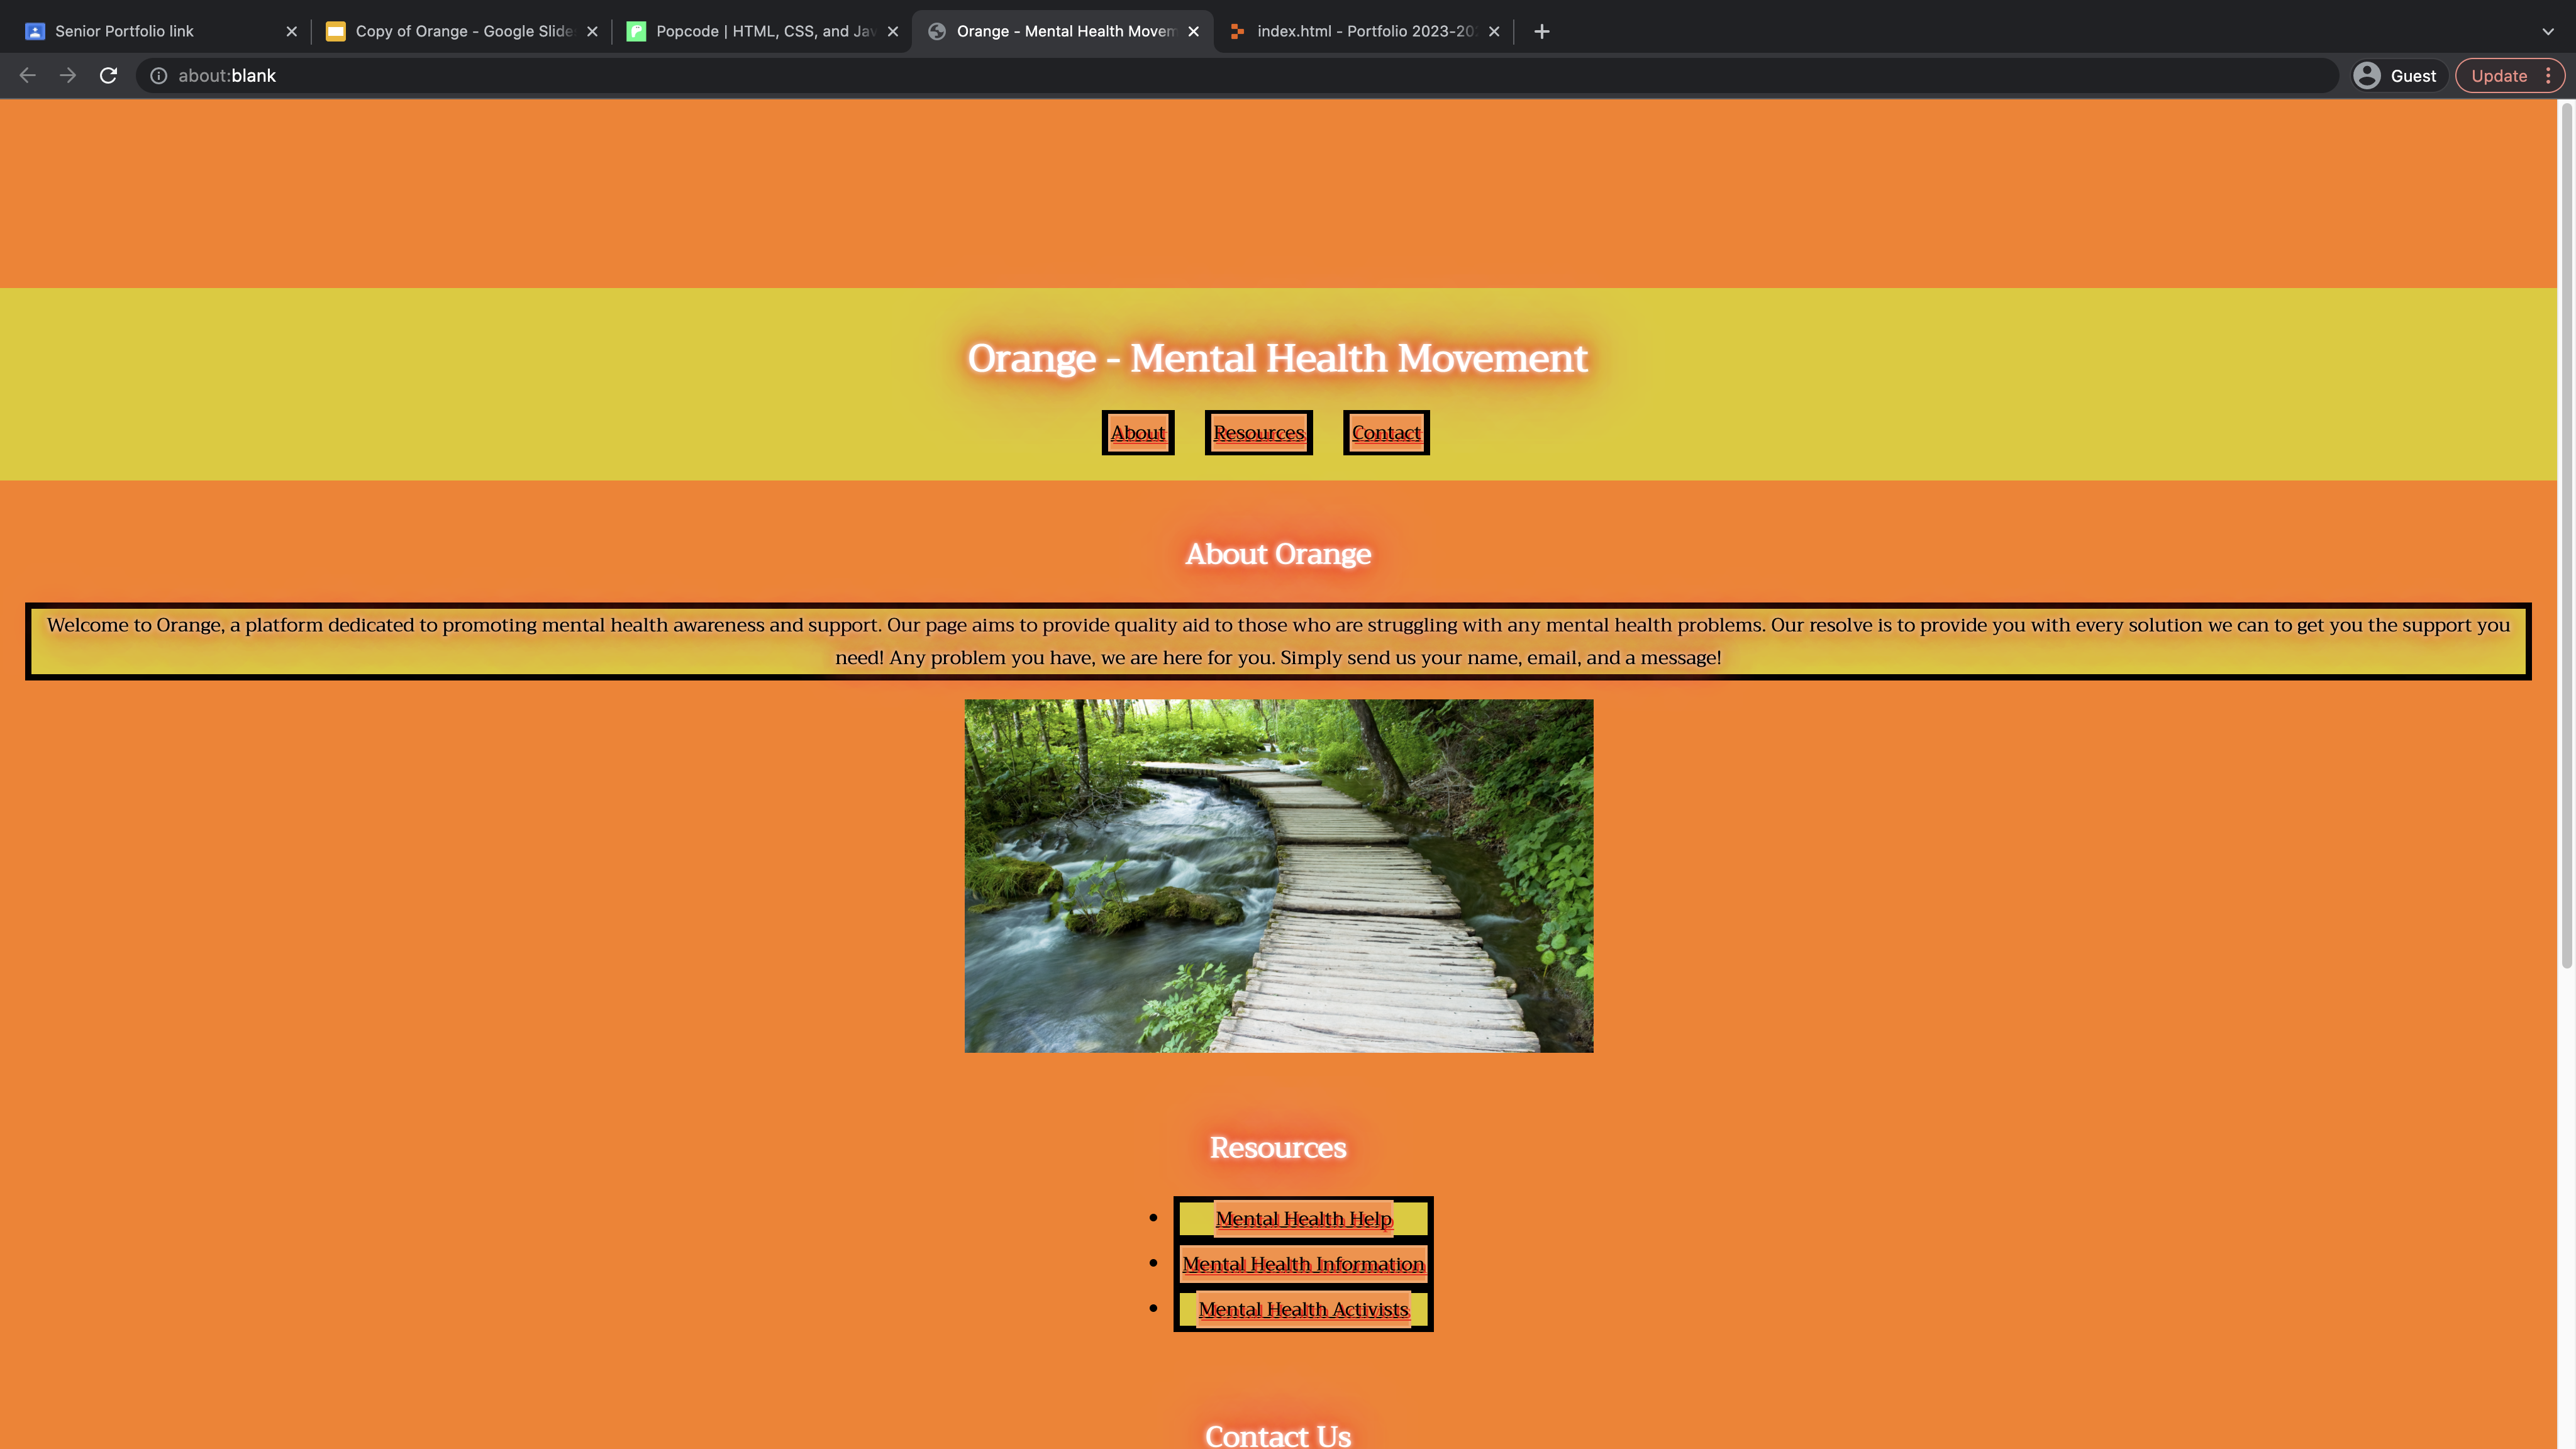 Senior Portfolio link
Copy of Orange - Google Slide
Popcode | HTML, CSS, and Jav
Orange - Mental Health Movem
index.html - Portfolio 2023-20
about:blank
Guest
Update
Orange - Mental Health Movement
About
Resources
Contact
About Orange
Welcome to Orange, a platform dedicated to promoting mental health awareness and support. Our page aims to provide quality aid to those who are struggling with any mental health problems. Our resolve is to provide you with every solution we can to get you the support you
need! Any problem you have, we are here for you. Simply send us your name, email, and a message!
Resources
Mental Health Help
Mental Health Information
Mental Health Activists
Contact Us